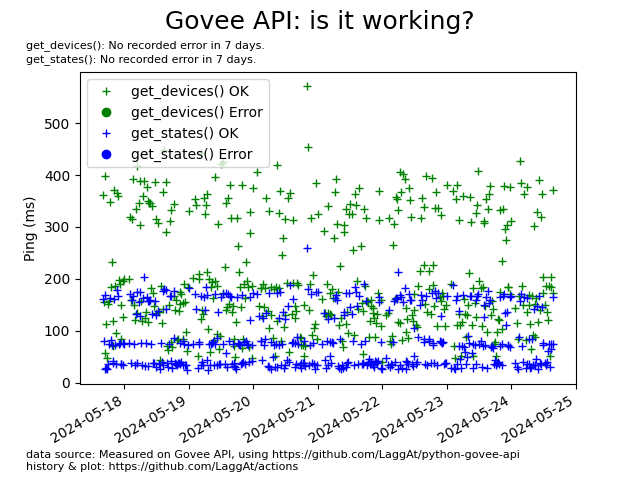 Govee API: is it working?
get_devices(): No recorded error in 7 days.
get_states(): No recorded error in 7 days.
get_devices() OK
get_devices() Error
get_states() OK
get_states() Error
Ping (ms)
500
400
300
200
100
0
2024-05-18
2024-05-19
2024-05-20
2024-05-21
2024-05-22
2024-05-23
2024-05-24
2024-05-25
data source: Measured on Govee API, using https://github.com/LaggAt/python-govee-api
history & plot: https://github.com/LaggAt/actions